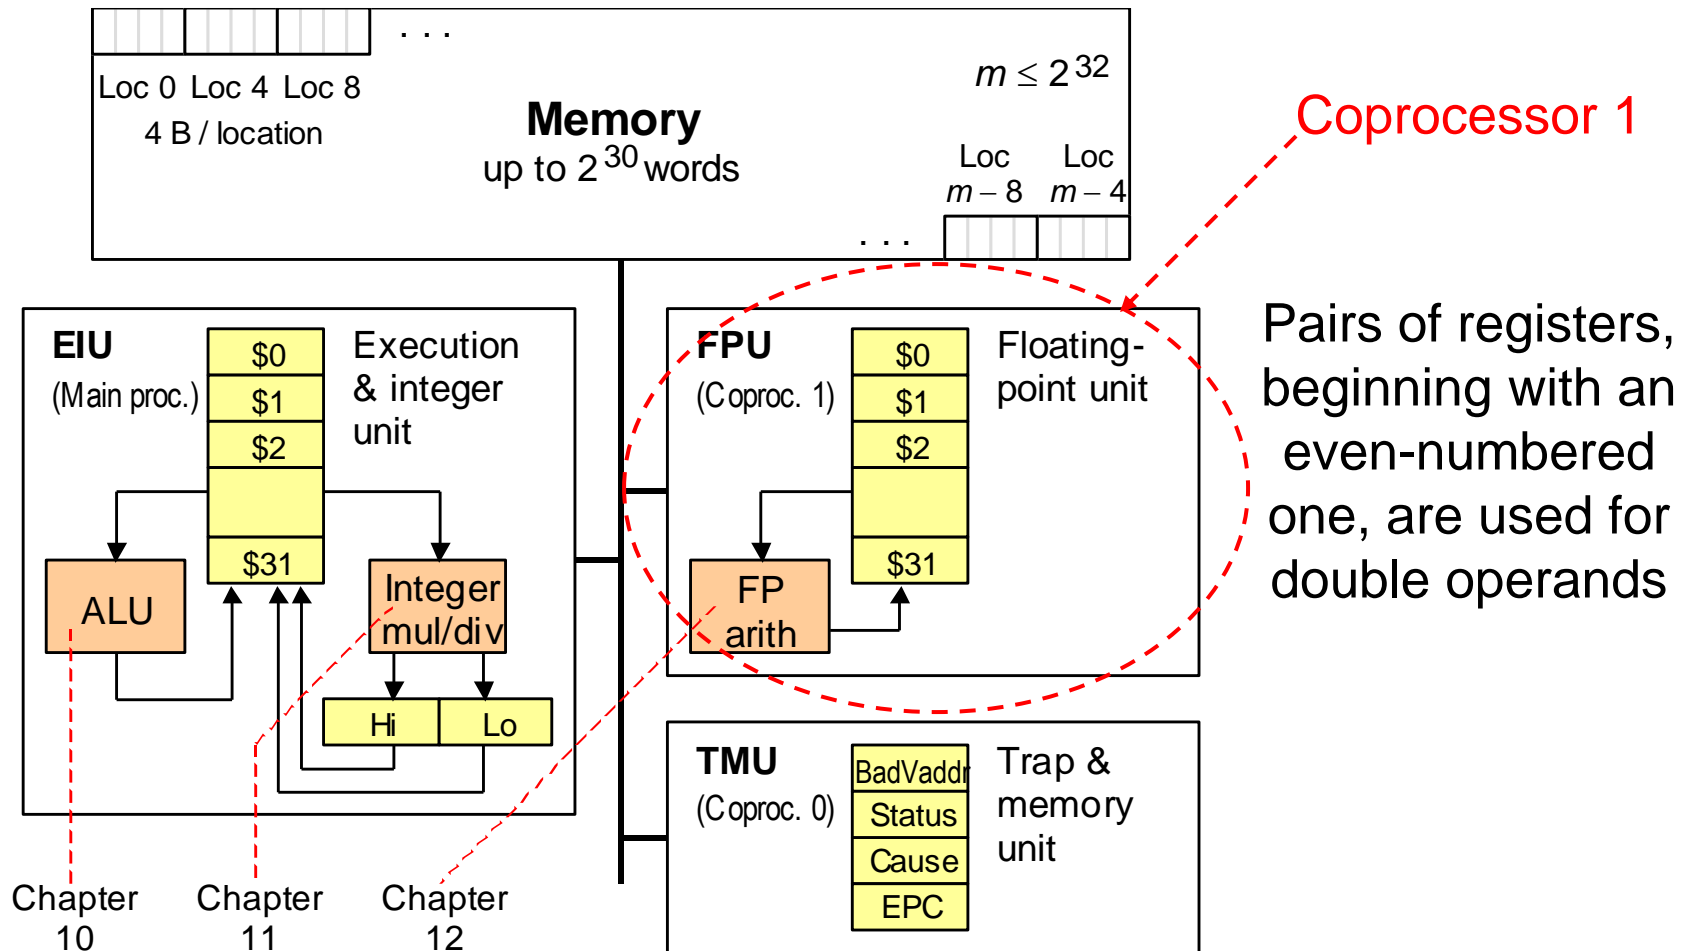 . . .
Loc 0 Loc 4 Loc 8
4 B / location
m ≤ 2^32
Memory
up to 2^30 words
Loc
m – 8
Loc
m – 4
. . .
Coprocessor 1
EIU
(Main proc.)
$0
$1
$2
$31
Execution
& integer
unit
ALU
Integer
mul/div
Hi
Lo
FPU
(Coproc. 1)
$0
$1
$2
$31
Floating-
point unit
FP
arith
Pairs of registers,
beginning with an
even-numbered
one, are used for
double operands
TMU
(Coproc. 0)
BadVaddr
Status
Cause
EPC
Trap &
memory
unit
Chapter
10
Chapter
11
Chapter
12